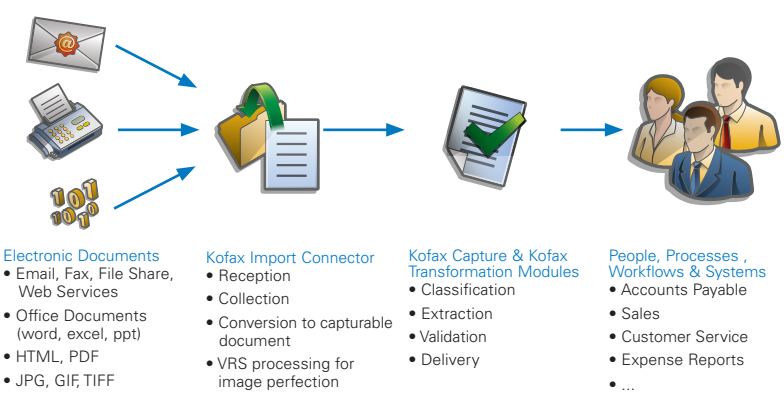 @
101
1010
Electronic Documents
• Email, Fax, File Share,
Web Services
• Office Documents
(word, excel, ppt)
• HTML, PDF
• JPG, GIF, TIFF
Kofax Import Connector
• Reception
• Collection
• Conversion to capturable
document
• VRS processing for
image perfection
Kofax Capture & Kofax
Transformation Modules
• Classification
• Extraction
• Validation
• Delivery
People, Processes ,
Workflows & Systems
• Accounts Payable
• Sales
• Customer Service
• Expense Reports
• ...